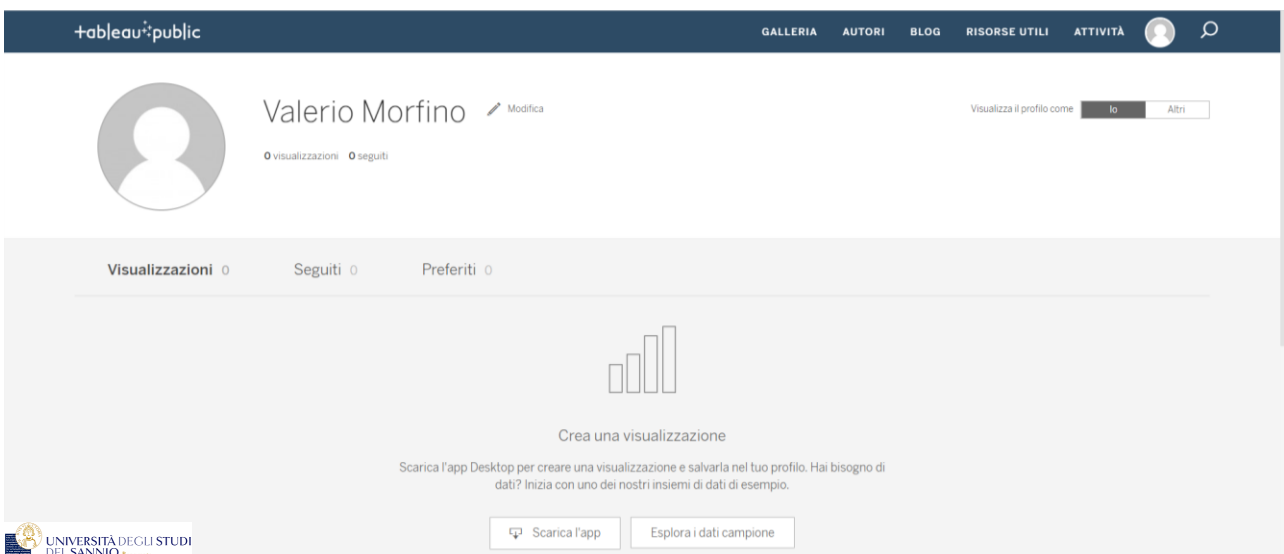 +ableau public
GALLERIA AUTORI BLOG RISORSE UTILI ATTIVITÀ
Valerio Morfino Modifica
Visualizza il profilo come Io Altri
0 visualizzazioni 0 seguiti
Visualizzazioni 0 Seguiti 0 Preferiti 0
Crea una visualizzazione
Scarica l'app Desktop per creare una visualizzazione e salvarla nel tuo profilo. Hai bisogno di
dati? Inizia con uno dei nostri insiemi di dati di esempio.
Scarica l'app Esplora i dati campione
UNIVERSITÀ DEGLI STUDI
DEL SANNIO